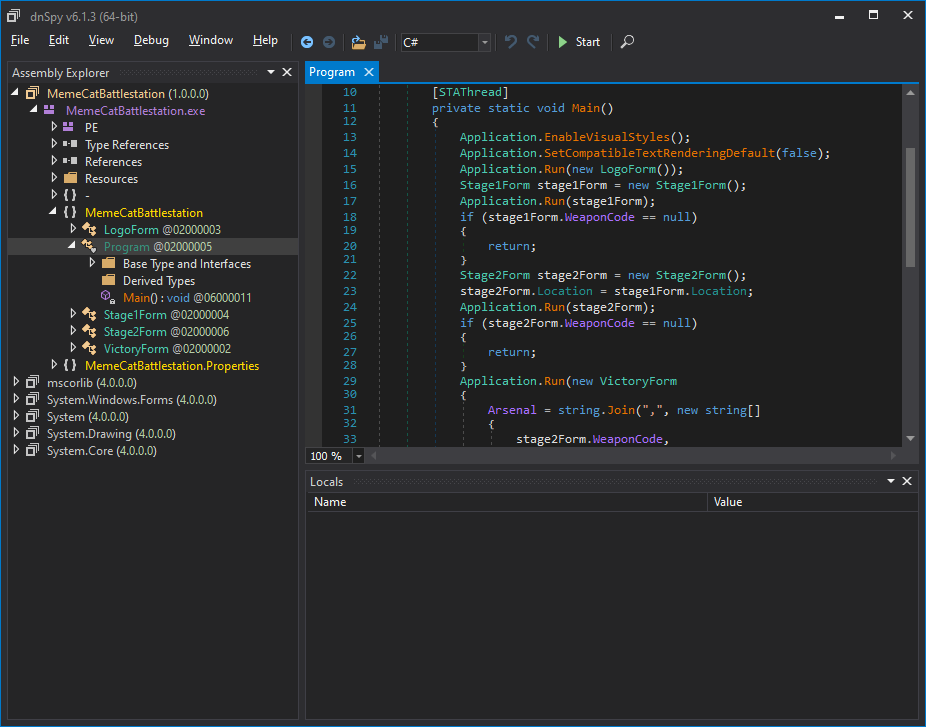 dnSpy v6.1.3 (64-bit)
File Edit View Debug Window Help C# Start
Assembly Explorer
MemeCatBattlestation (1.0.0.0)
MemeCatBattlestation.exe
PE
Type References
References
Resources
{ } -
{ } MemeCatBattlestation
LogoForm @02000003
Program @02000005
Base Type and Interfaces
Derived Types
Main() : void @06000011
Stage1Form @02000004
Stage2Form @02000006
VictoryForm @02000002
{ } MemeCatBattlestation.Properties
mscorlib (4.0.0.0)
System.Windows.Forms (4.0.0.0)
System (4.0.0.0)
System.Drawing (4.0.0.0)
System.Core (4.0.0.0)
Program
10 [STAThread]
11 private static void Main()
12 {
13 Application.EnableVisualStyles();
14 Application.SetCompatibleTextRenderingDefault(false);
15 Application.Run(new LogoForm());
16 Stage1Form stage1Form = new Stage1Form();
17 Application.Run(stage1Form);
18 if (stage1Form.WeaponCode == null)
19 {
20 return;
21 }
22 Stage2Form stage2Form = new Stage2Form();
23 stage2Form.Location = stage1Form.Location;
24 Application.Run(stage2Form);
25 if (stage2Form.WeaponCode == null)
26 {
27 return;
28 }
29 Application.Run(new VictoryForm
30 {
31 Arsenal = string.Join(",", new string[]
32 {
33 stage2Form.WeaponCode,
100 %
Locals
Name Value